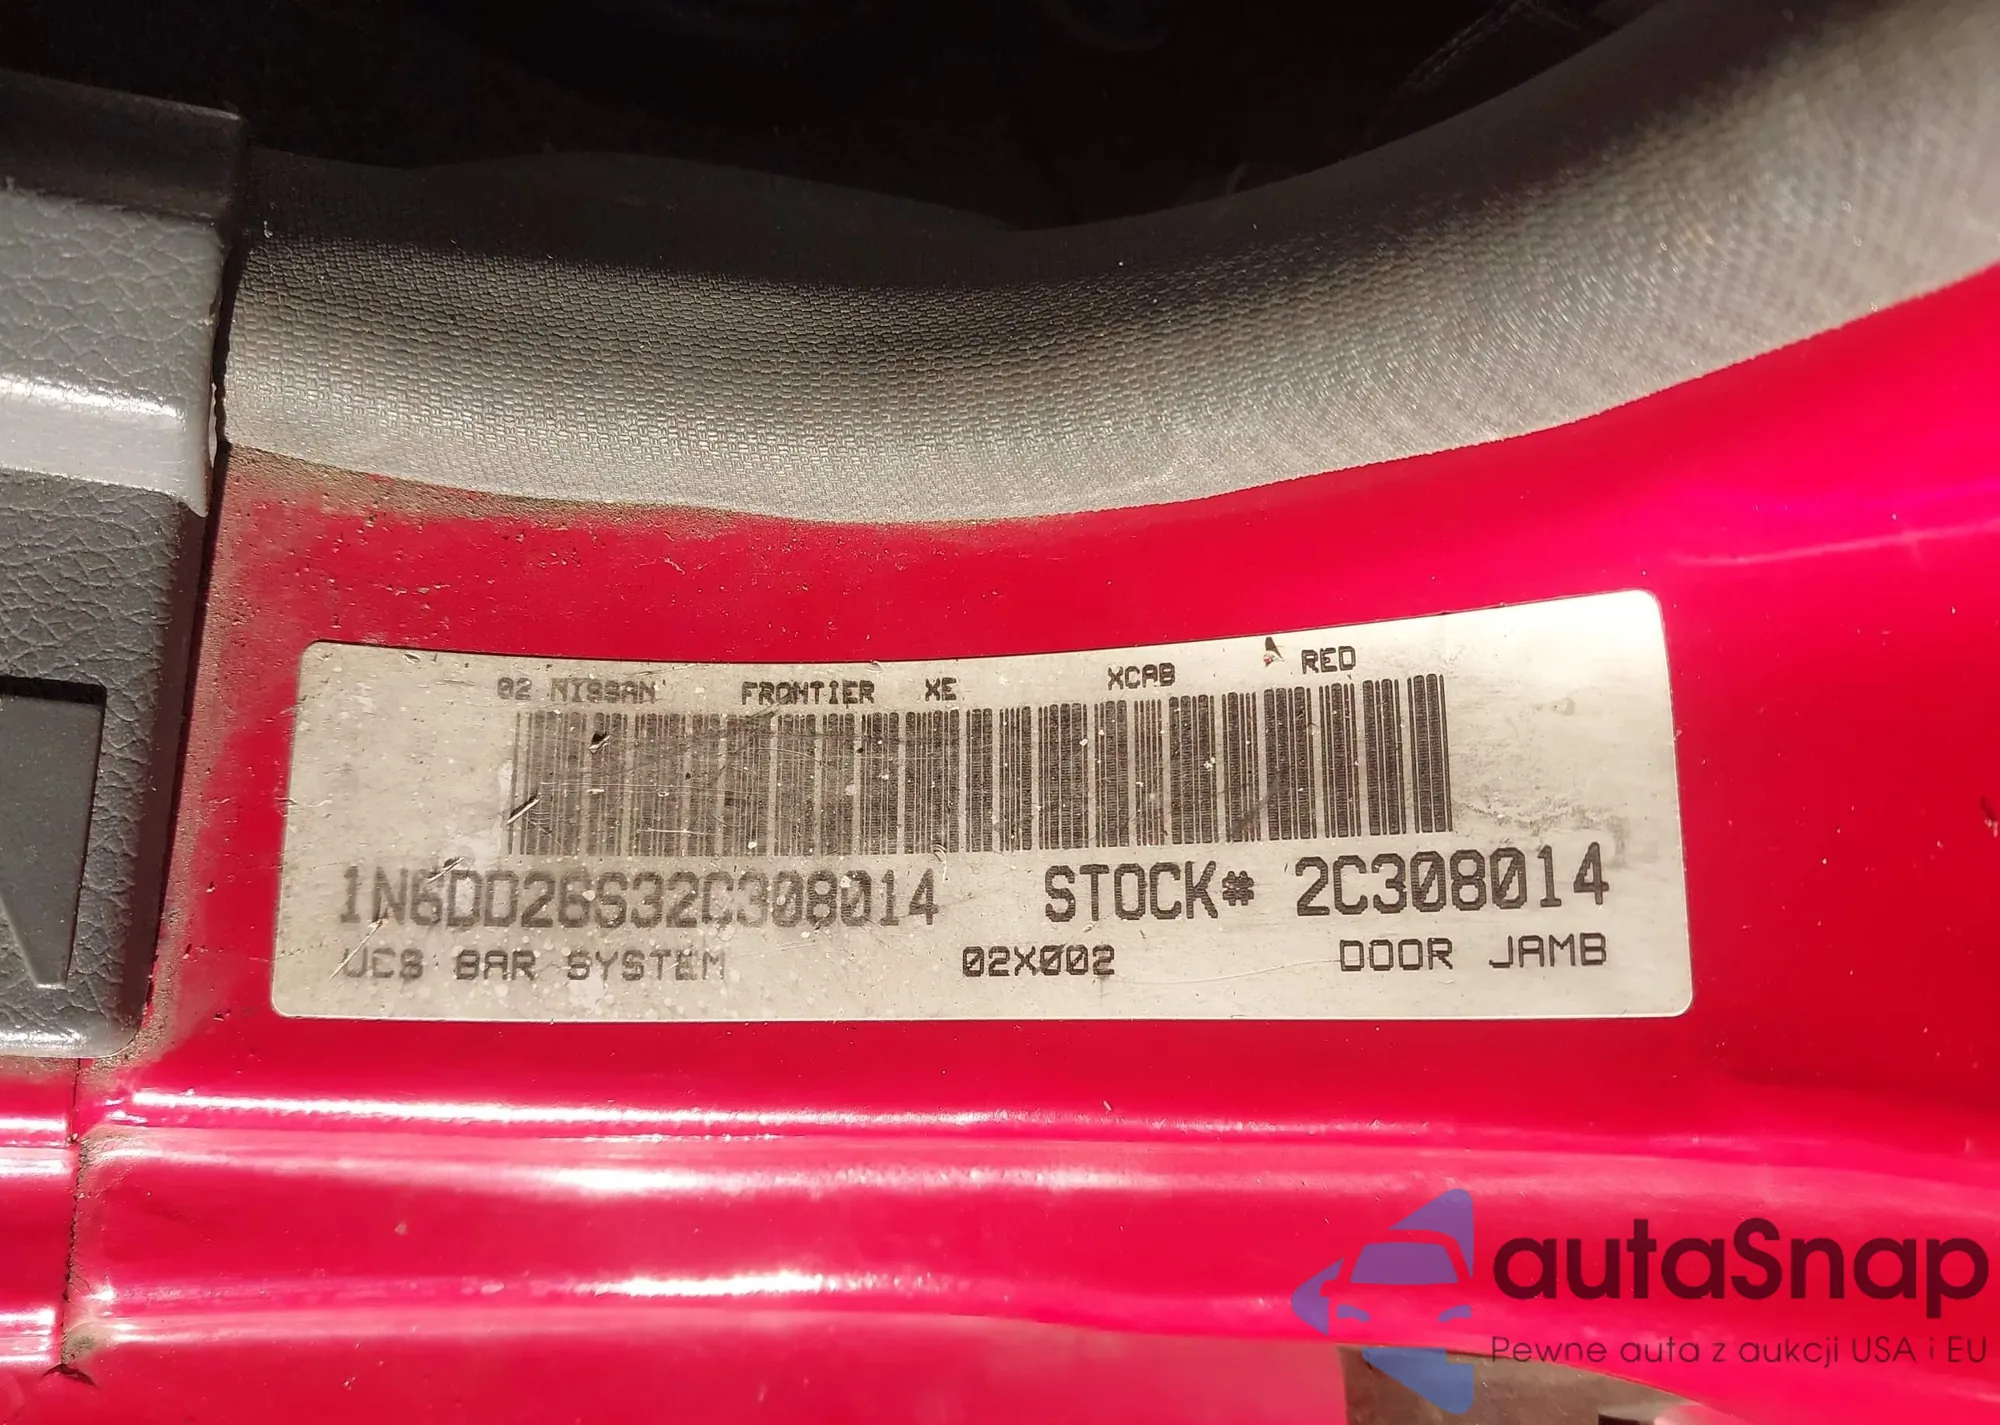 02 NISSAN FRONTIER XE XCAB RED
1N6DD26S32C308014 STOCK# 2C308014
UCS BAR SYSTEM 02X002 DOOR JAMB
autaSnap
Pewne auta z aukcji USA i EU